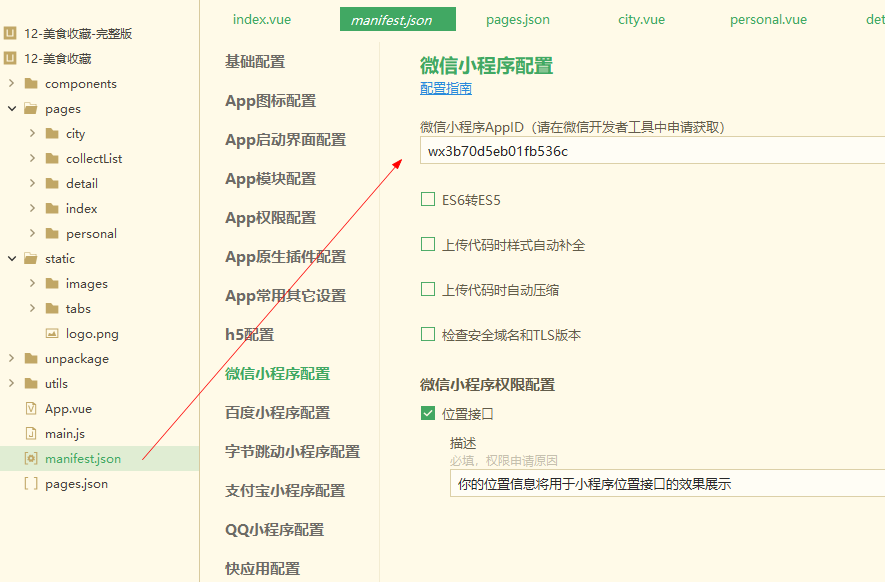 12-美食收藏-完整版
12-美食收藏
components
pages
city
collectList
detail
index
personal
static
images
tabs
logo.png
unpackage
utils
App.vue
main.js
manifest.json
pages.json
index.vue
manifest.json
pages.json
city.vue
personal.vue
det
基础配置
App图标配置
App启动界面配置
App模块配置
App权限配置
App原生插件配置
App常用其它设置
h5配置
微信小程序配置
百度小程序配置
字节跳动小程序配置
支付宝小程序配置
QQ小程序配置
快应用配置
微信小程序配置
配置指南
微信小程序AppID（请在微信开发者工具中申请获取）
wx3b70d5eb01fb536c
ES6转ES5
上传代码时样式自动补全
上传代码时自动压缩
检查安全域名和TLS版本
微信小程序权限配置
位置接口
描述
必填，权限申请原因
你的位置信息将用于小程序位置接口的效果展示